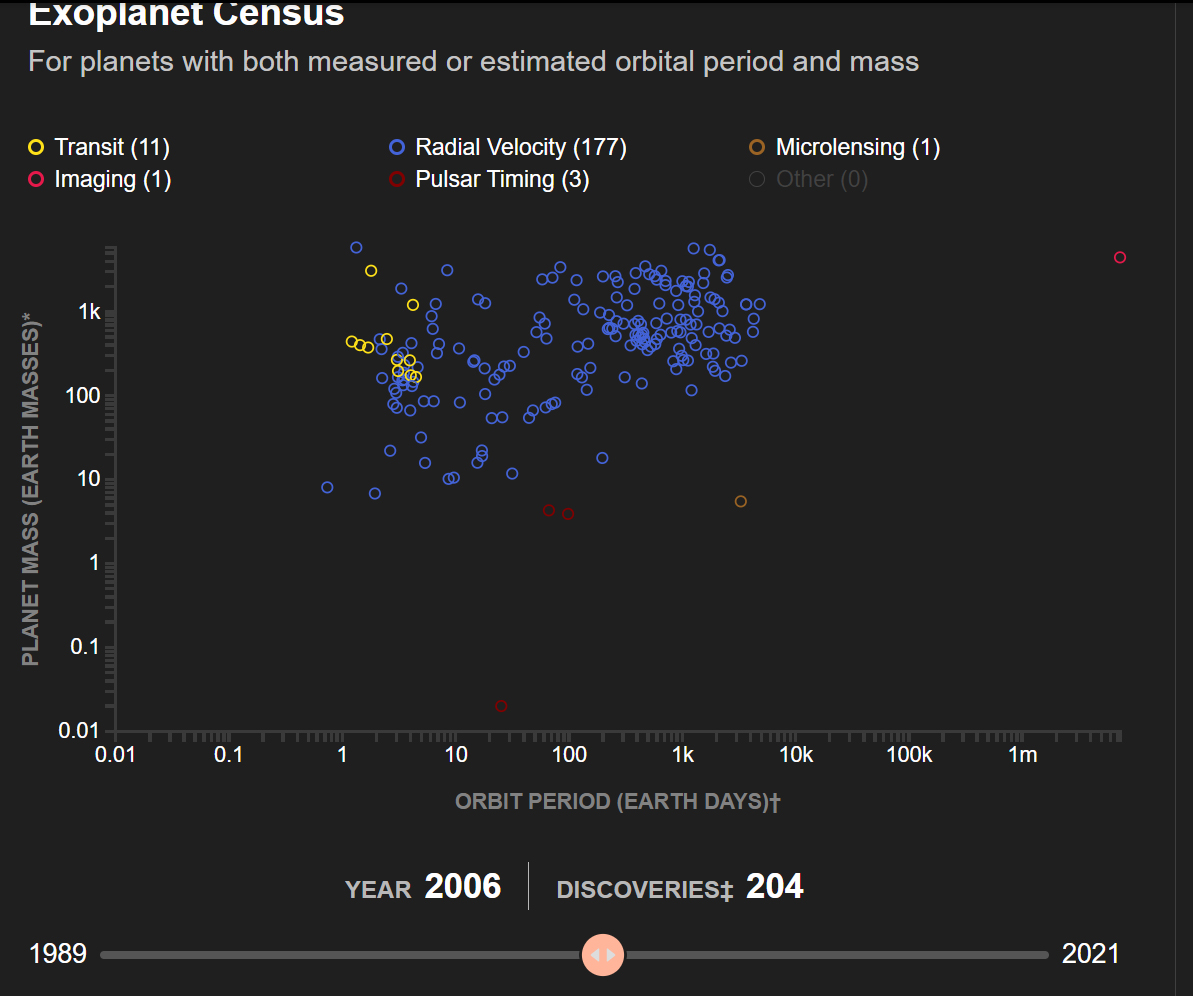 Exoplanet Census
For planets with both measured or estimated orbital period and mass
Transit (11)
Radial Velocity (177)
Microlensing (1)
Imaging (1)
Pulsar Timing (3)
Other (0)
PLANET MASS (EARTH MASSES)*
1k
100
10
1
0.1
0.01
0.01 0.1 1 10 100 1k 10k 100k 1m
ORBIT PERIOD (EARTH DAYS)†
YEAR 2006 DISCOVERIES‡ 204
1989 2021